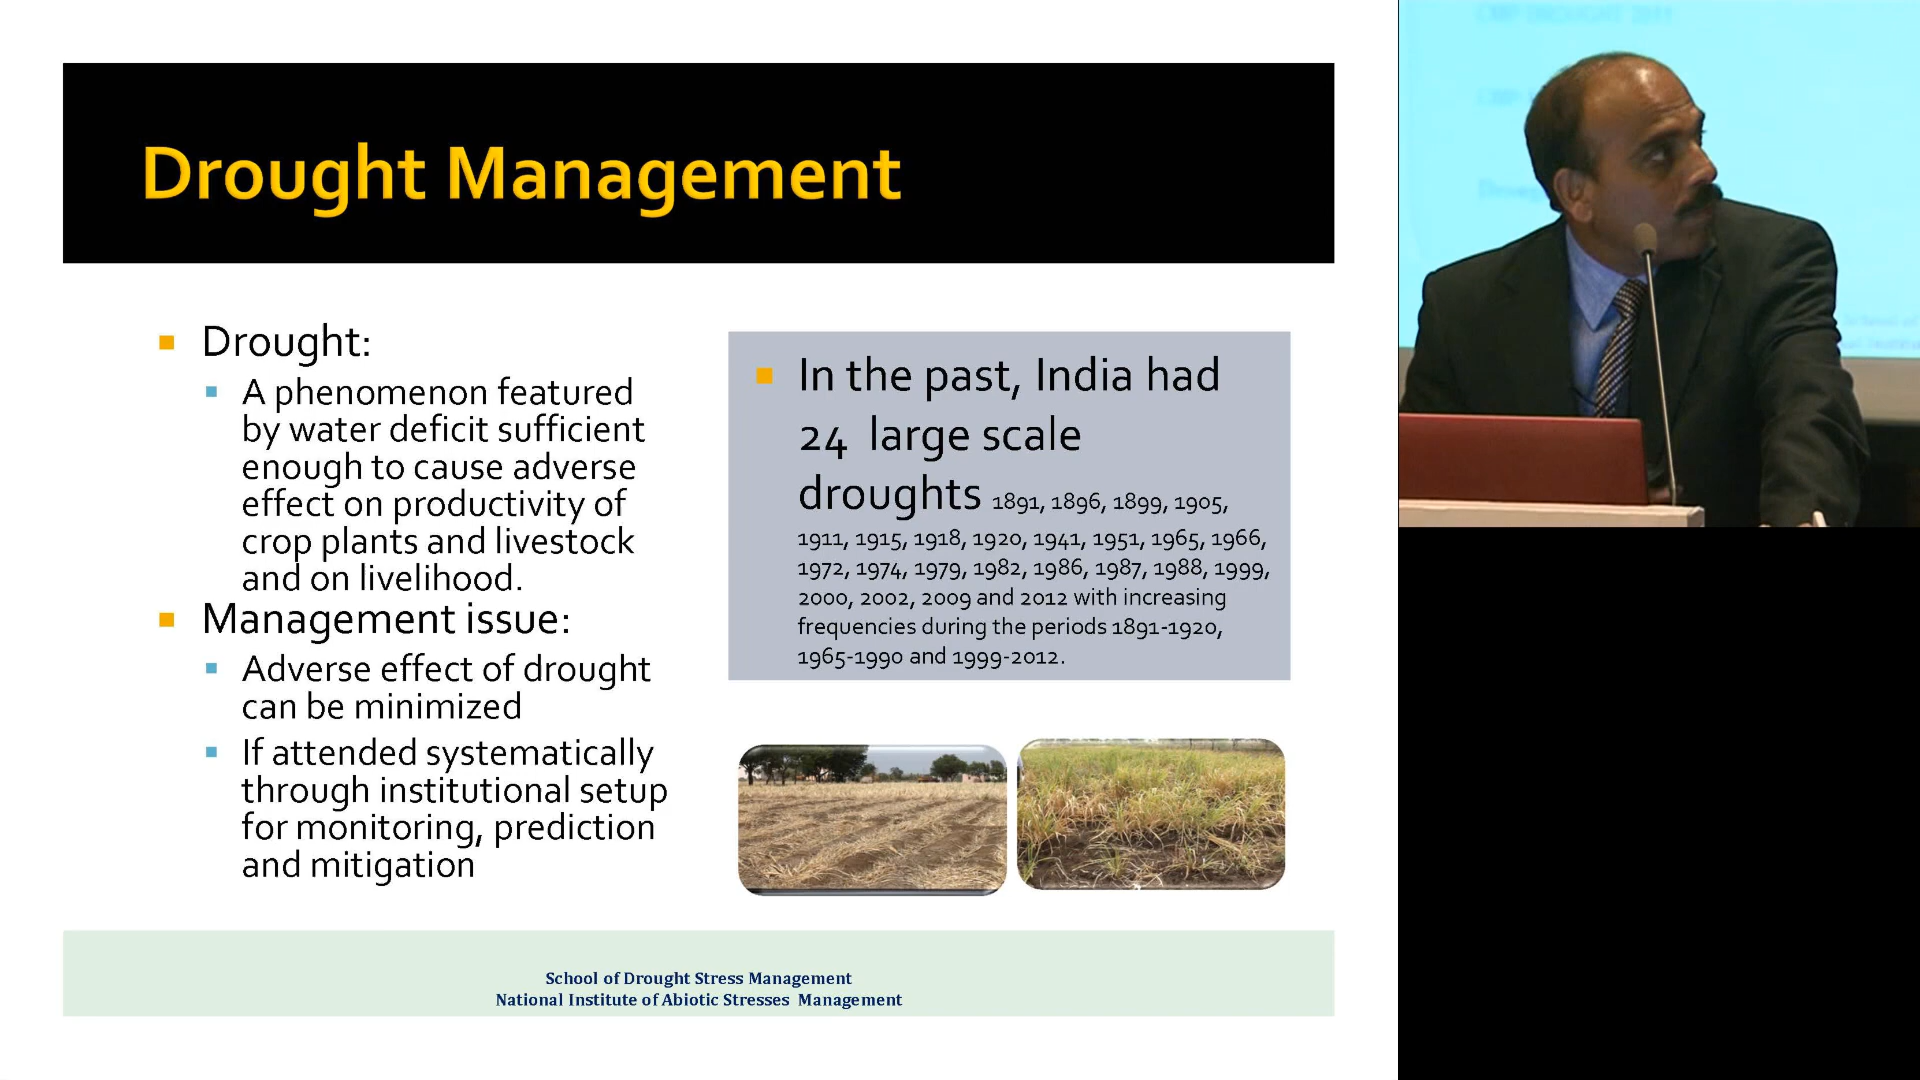 Drought Management
Drought:
A phenomenon featured
by water deficit sufficient
enough to cause adverse
effect on productivity of
crop plants and livestock
and on livelihood.
Management issue:
Adverse effect of drought
can be minimized
If attended systematically
through institutional setup
for monitoring, prediction
and mitigation
In the past, India had
24 large scale
droughts 1891, 1896, 1899, 1905,
1911, 1915, 1918, 1920, 1941, 1951, 1965, 1966,
1972, 1974, 1979, 1982, 1986, 1987, 1988, 1999,
2000, 2002, 2009 and 2012 with increasing
frequencies during the periods 1891-1920,
1965-1990 and 1999-2012.
School of Drought Stress Management
National Institute of Abiotic Stresses Management